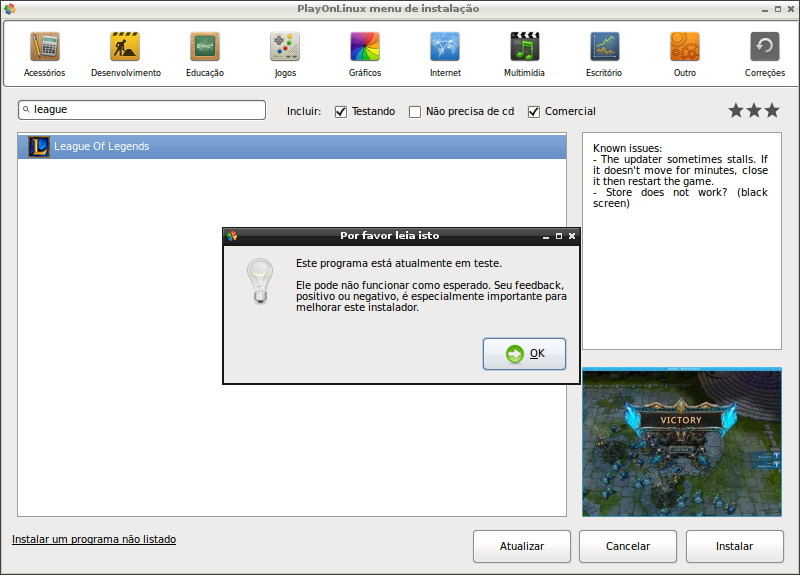 PlayOnLinux menu de instalação
Acessórios
Desenvolvimento
Educação
Jogos
Gráficos
Internet
Multimídia
Escritório
Outro
Correções
league
Incluir:
Testando
Não precisa de cd
Comercial
League Of Legends
Known issues:
- The updater sometimes stalls. If
it doesn't move for minutes, close
it then restart the game.
- Store does not work? (black
screen)
Por favor leia isto
Este programa está atualmente em teste.
Ele pode não funcionar como esperado. Seu feedback,
positivo ou negativo, é especialmente importante para
melhorar este instalador.
OK
VICTORY
Instalar um programa não listado
Atualizar
Cancelar
Instalar